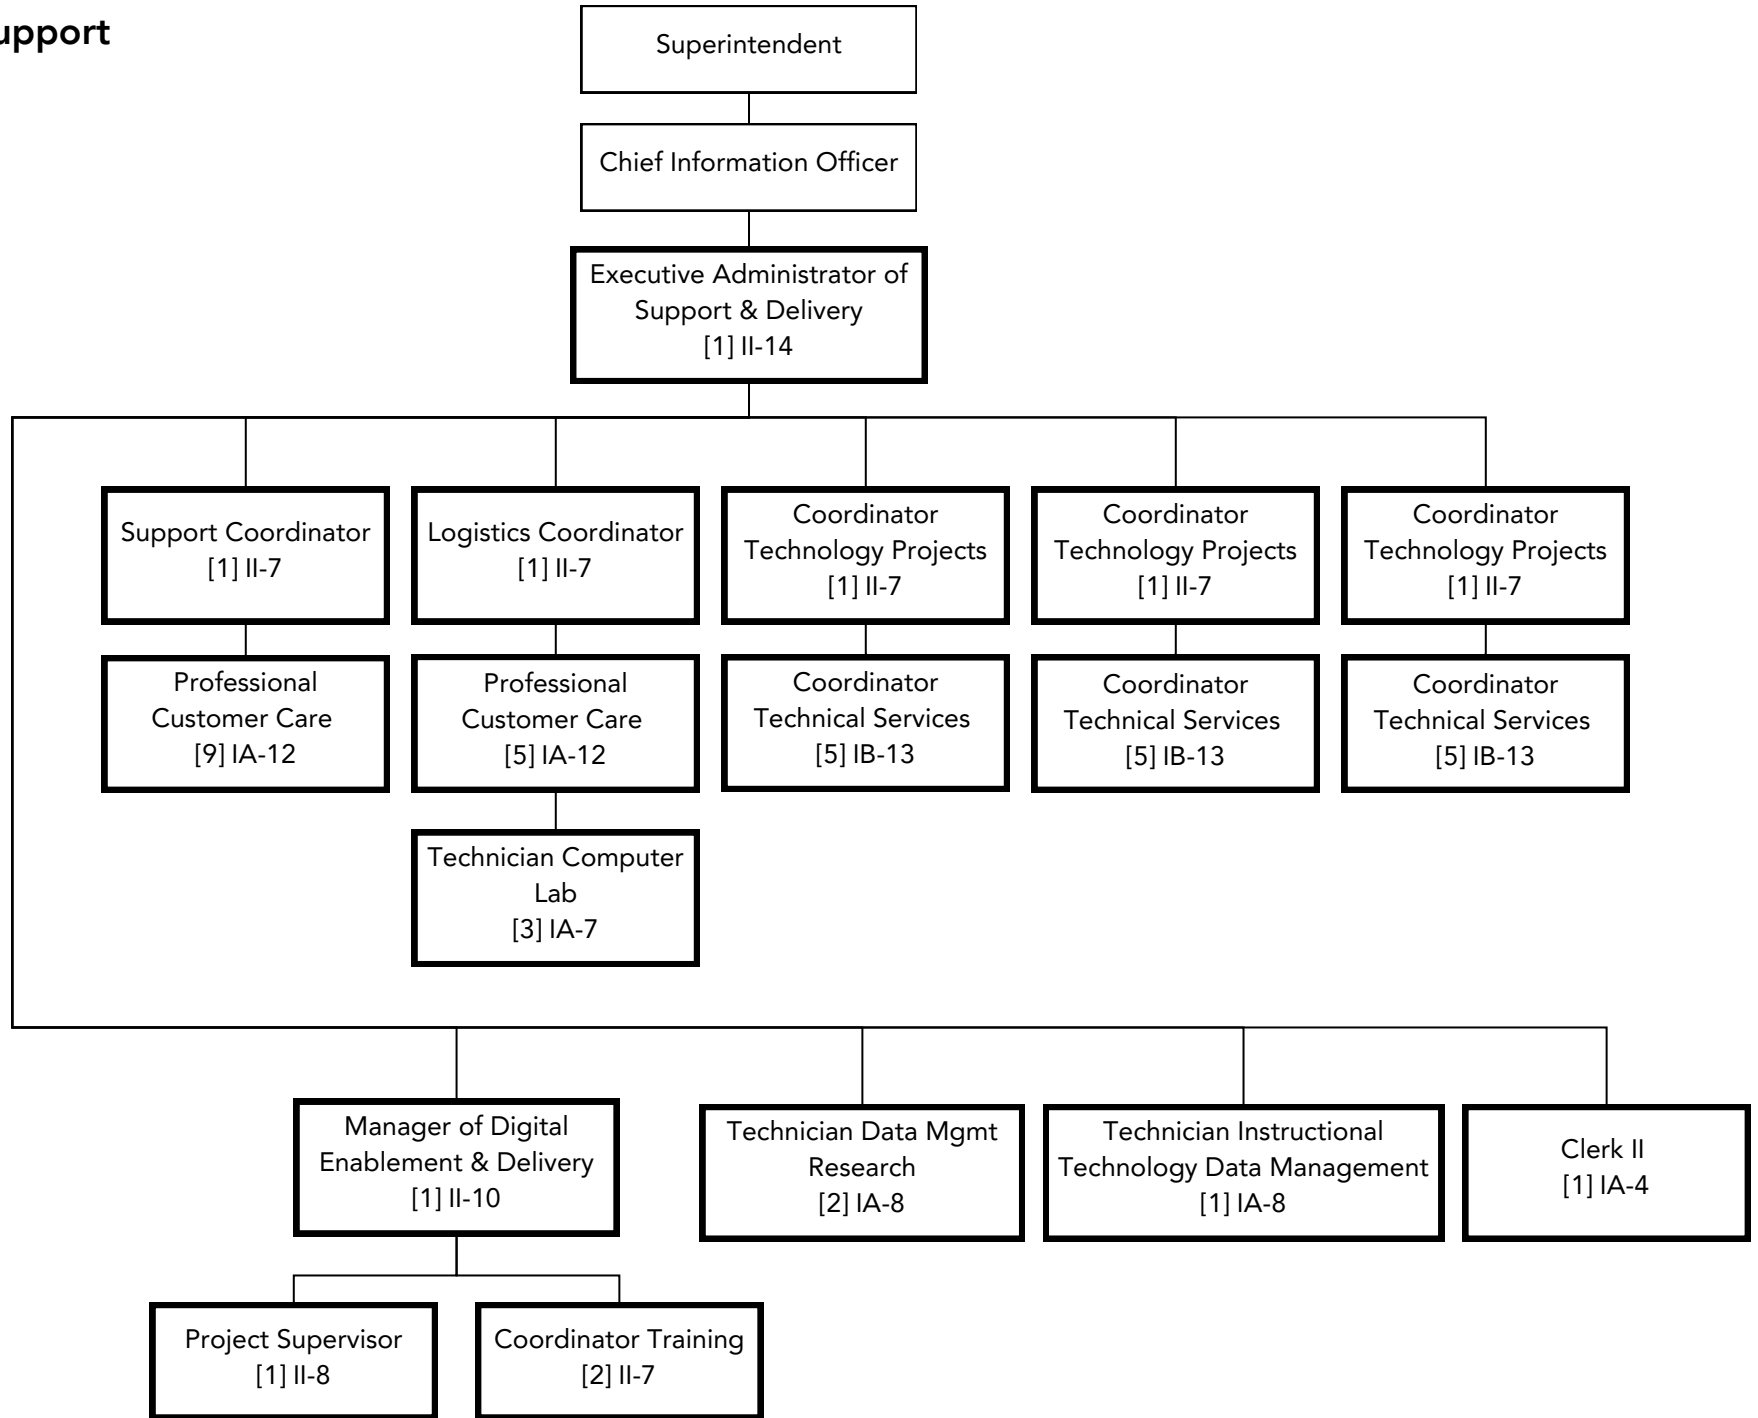 Superintendent
Chief Information Officer
Executive Administrator of
Support & Delivery
[1] II-14
Support Coordinator
[1] II-7
Logistics Coordinator
[1] II-7
Coordinator
Technology Projects
[1] II-7
Coordinator
Technology Projects
[1] II-7
Coordinator
Technology Projects
[1] II-7
Professional
Customer Care
[9] IA-12
Professional
Customer Care
[5] IA-12
Coordinator
Technical Services
[5] IB-13
Coordinator
Technical Services
[5] IB-13
Coordinator
Technical Services
[5] IB-13
Technician Computer
Lab
[3] IA-7
Manager of Digital
Enablement & Delivery
[1] II-10
Technician Data Mgmt
Research
[2] IA-8
Technician Instructional
Technology Data Management
[1] IA-8
Clerk II
[1] IA-4
Project Supervisor
[1] II-8
Coordinator Training
[2] II-7